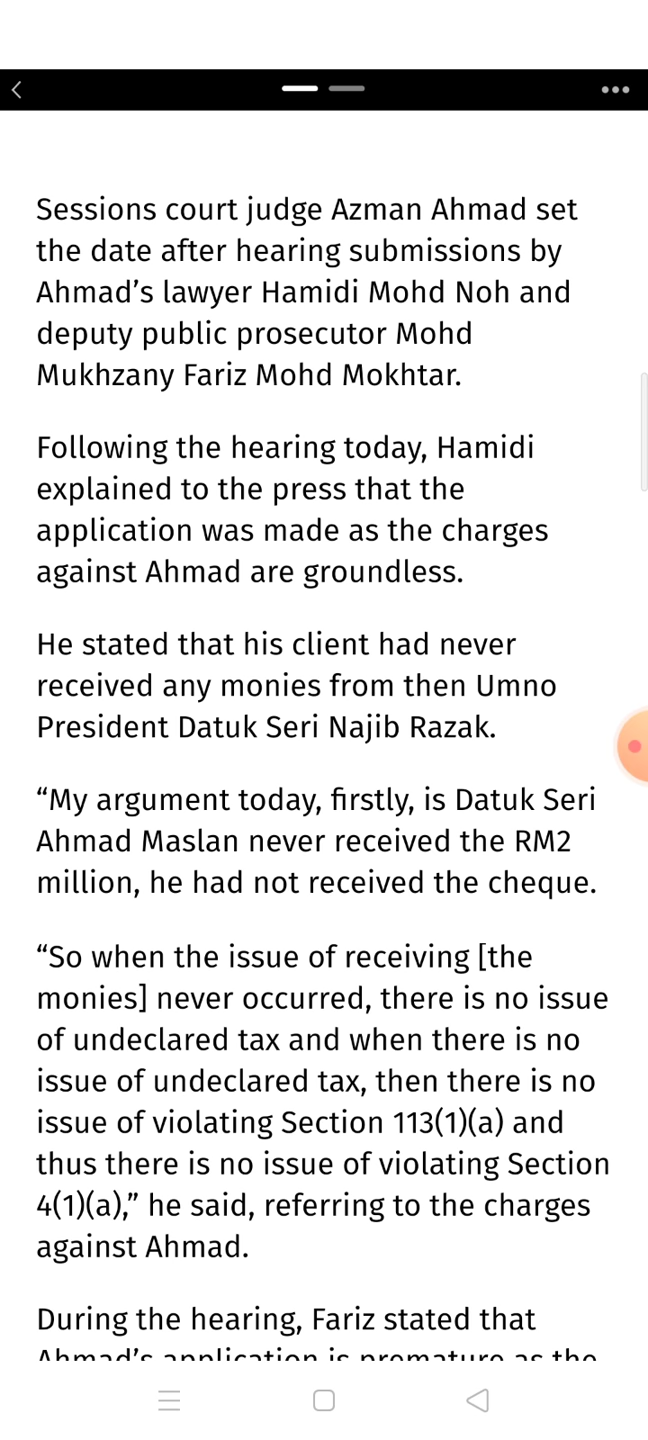 Sessions court judge Azman Ahmad set
the date after hearing submissions by
Ahmad’s lawyer Hamidi Mohd Noh and
deputy public prosecutor Mohd
Mukhzany Fariz Mohd Mokhtar.
Following the hearing today, Hamidi
explained to the press that the
application was made as the charges
against Ahmad are groundless.
He stated that his client had never
received any monies from then Umno
President Datuk Seri Najib Razak.
“My argument today, firstly, is Datuk Seri
Ahmad Maslan never received the RM2
million, he had not received the cheque.
“So when the issue of receiving [the
monies] never occurred, there is no issue
of undeclared tax and when there is no
issue of undeclared tax, then there is no
issue of violating Section 113(1)(a) and
thus there is no issue of violating Section
4(1)(a),” he said, referring to the charges
against Ahmad.
During the hearing, Fariz stated that
Ahmad’s application is premature as the